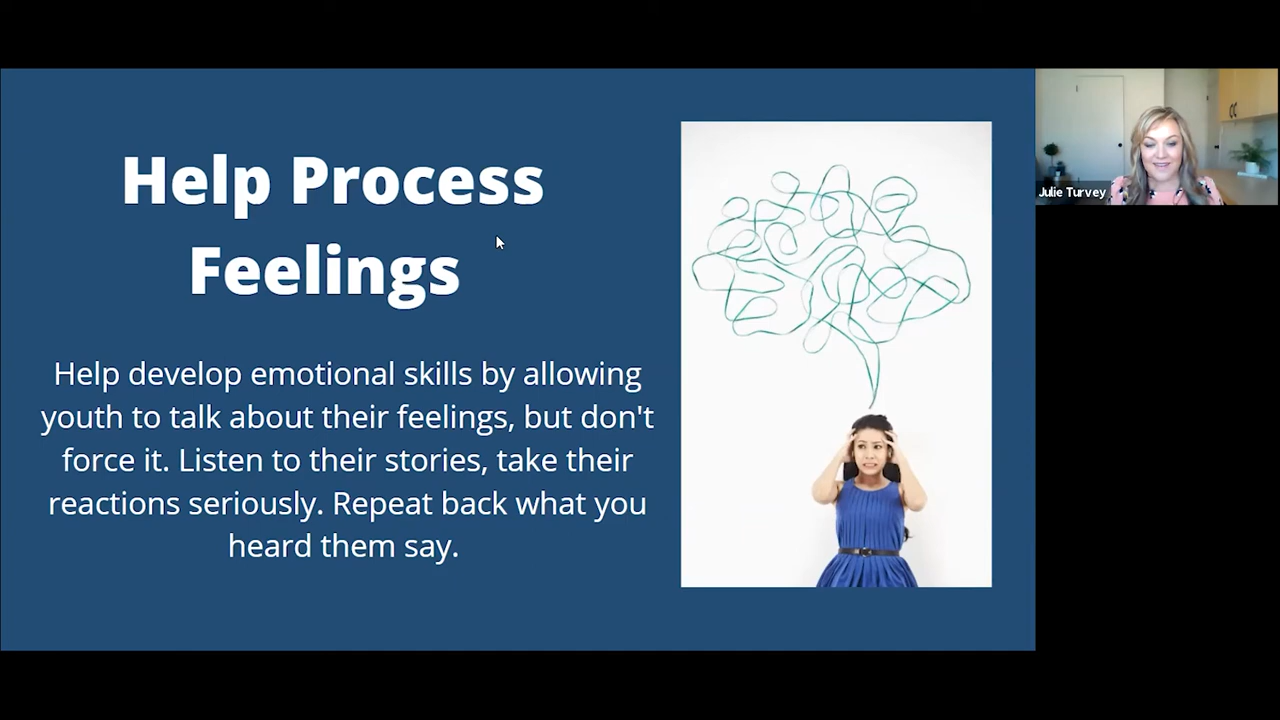 Help Process
Feelings
Help develop emotional skills by allowing
youth to talk about their feelings, but don't
force it. Listen to their stories, take their
reactions seriously. Repeat back what you
heard them say.
Julie Turvey